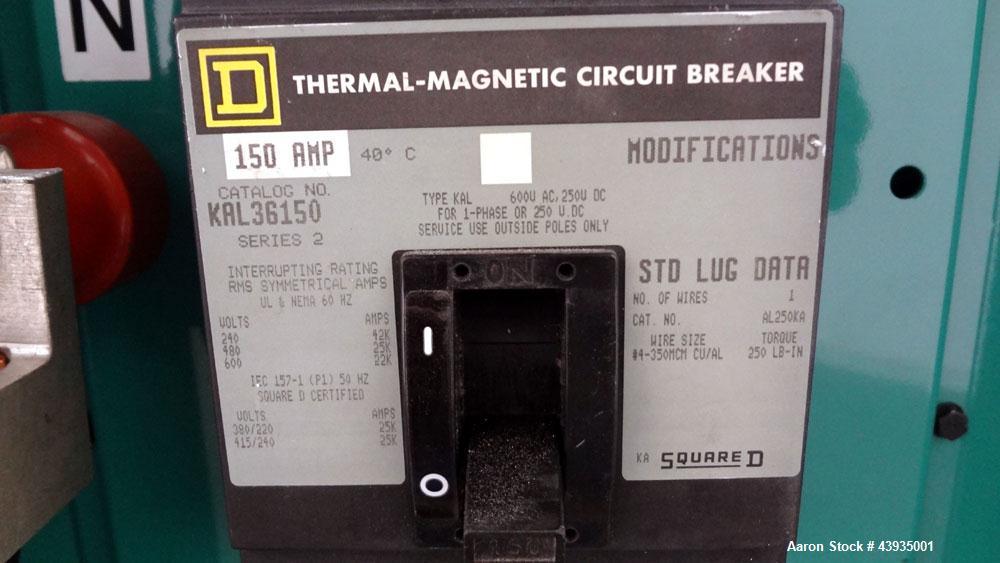 N
D THERMAL-MAGNETIC CIRCUIT BREAKER
150 AMP 40° C
MODIFICATIONS
CATALOG NO.
KAL36150
SERIES 2
TYPE KAL 600V AC, 250V DC
FOR 1-PHASE OR 250 V.DC
SERVICE USE OUTSIDE POLES ONLY
INTERRUPTING RATING
RMS SYMMETRICAL AMPS
UL & NEMA 60 HZ
VOLTS AMPS
240 42K
480 25K
600 22K
IEC 157-1 (P1) 50 HZ
SQUARE D CERTIFIED
VOLTS AMPS
380/220 25K
415/240 25K
ON
I
O
150
STD LUG DATA
NO. OF WIRES 1
CAT. NO. AL250KA
WIRE SIZE TORQUE
#4-350MCM CU/AL 250 LB-IN
KA SQUARE D
Aaron Stock # 43935001